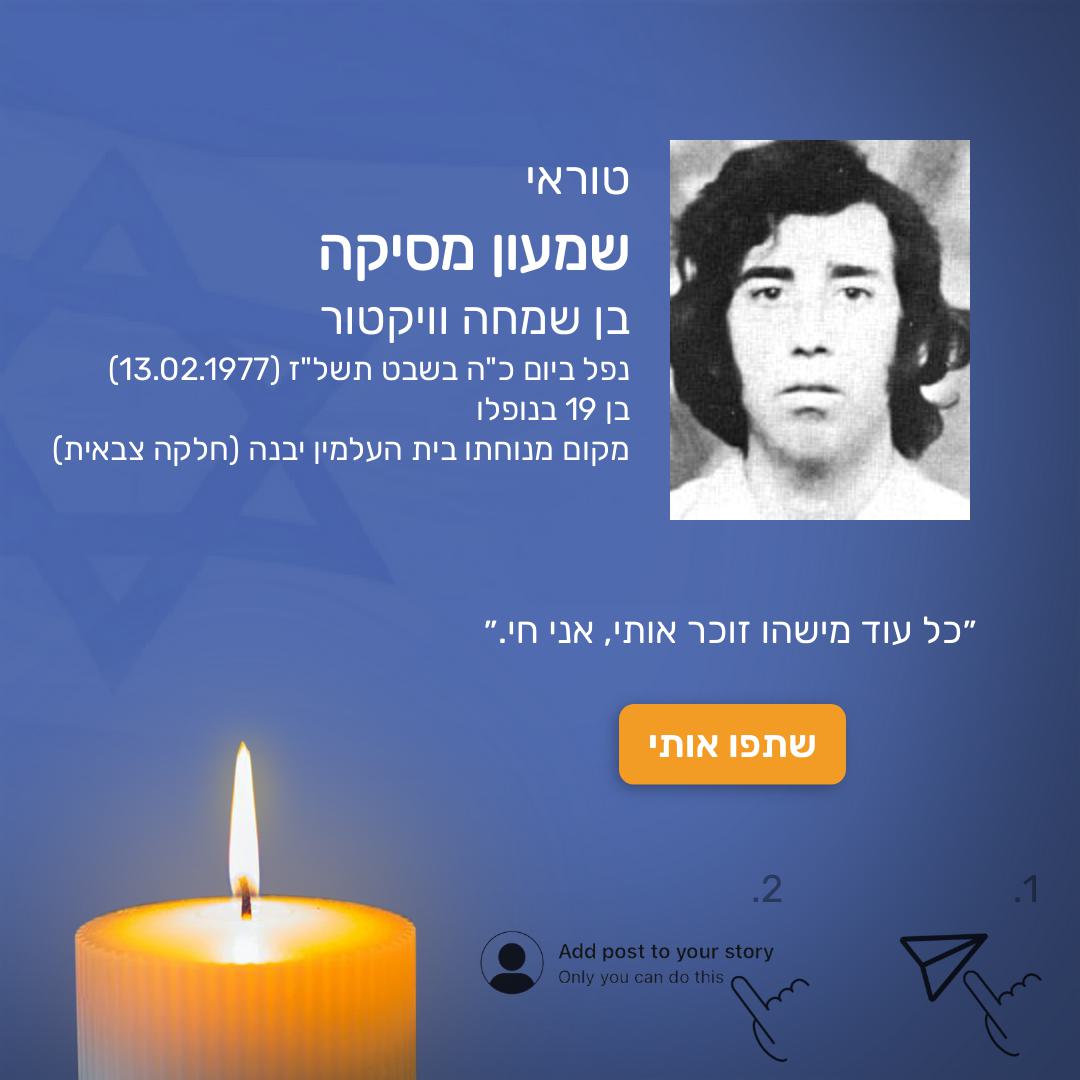 טוראי
שמעון מסיקה
בן שמחה וויקטור
נפל ביום כ"ה בשבט תשל"ז (13.02.1977)
בן 19 בנופלו
מקום מנוחתו בית העלמין יבנה (חלקה צבאית)
״כל עוד מישהו זוכר אותי, אני חי.״
שתפו אותי
.1
.2
Add post to your story
Only you can do this